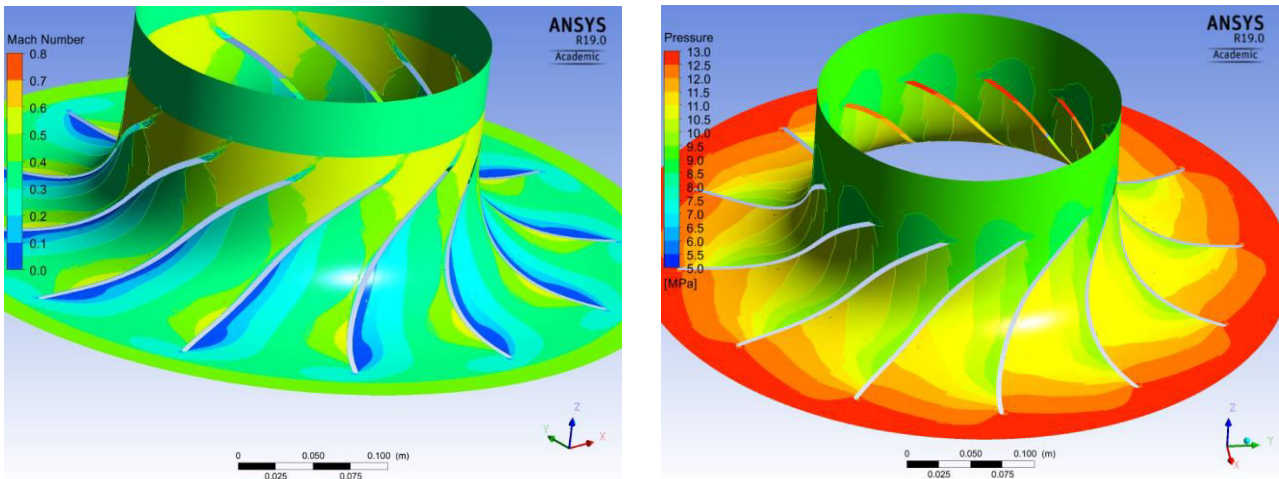 ANSYS
R19.0
Academic
Mach Number
0.8
0.7
0.6
0.5
0.4
0.3
0.2
0.1
0.0
Z
Y
X
0 0.050 0.100 (m)
0.025 0.075
ANSYS
R19.0
Academic
Pressure
13.0
12.5
12.0
11.5
11.0
10.5
10.0
9.5
9.0
8.5
8.0
7.5
7.0
6.5
6.0
5.5
5.0
[MPa]
Z
Y
X
0 0.050 0.100 (m)
0.025 0.075